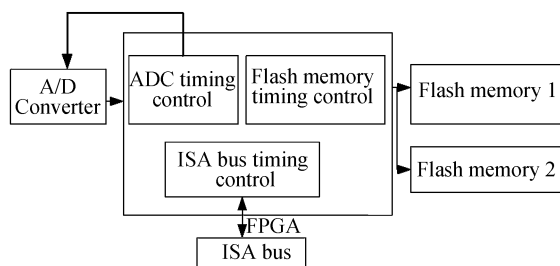 A/D
Converter
ADC timing
control
Flash memory
timing control
Flash memory 1
Flash memory 2
ISA bus timing
control
FPGA
ISA bus